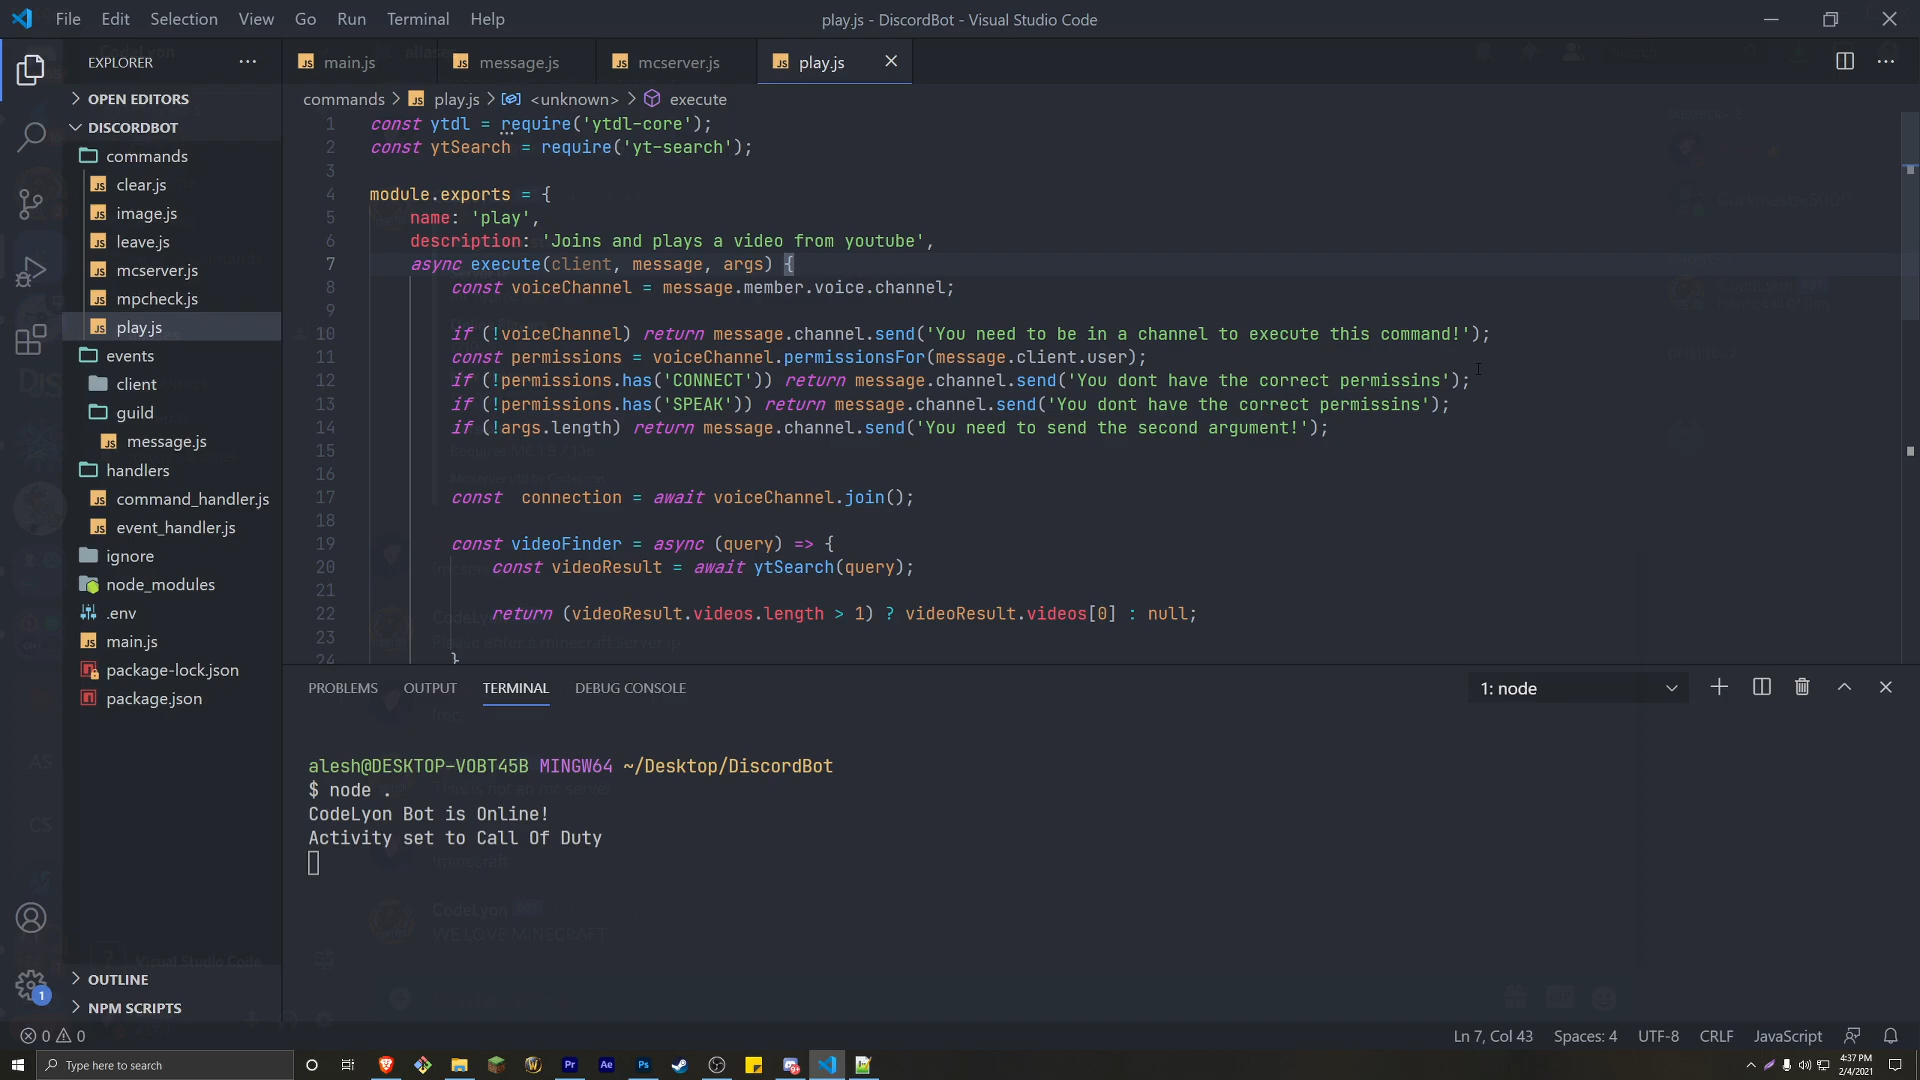 File Edit Selection View Go Run Terminal Help
play.js - DiscordBot - Visual Studio Code
EXPLORER
main.js
message.js
mcserver.js
play.js
OPEN EDITORS
DISCORDBOT
commands
clear.js
image.js
leave.js
mcserver.js
mpcheck.js
play.js
events
client
guild
message.js
handlers
command_handler.js
event_handler.js
ignore
node_modules
.env
main.js
package-lock.json
package.json
OUTLINE
NPM SCRIPTS
commands > play.js > <unknown> > execute
1 const ytdl = require('ytdl-core');
2 const ytSearch = require('yt-search');
3
4 module.exports = {
5 name: 'play',
6 description: 'Joins and plays a video from youtube',
7 async execute(client, message, args) {
8 const voiceChannel = message.member.voice.channel;
9
10 if (!voiceChannel) return message.channel.send('You need to be in a channel to execute this command!');
11 const permissions = voiceChannel.permissionsFor(message.client.user);
12 if (!permissions.has('CONNECT')) return message.channel.send('You dont have the correct permissins');
13 if (!permissions.has('SPEAK')) return message.channel.send('You dont have the correct permissins');
14 if (!args.length) return message.channel.send('You need to send the second argument!');
15
16
17 const  connection = await voiceChannel.join();
18
19 const videoFinder = async (query) => {
20 const videoResult = await ytSearch(query);
21
22 return (videoResult.videos.length > 1) ? videoResult.videos[0] : null;
23
24 }
PROBLEMS OUTPUT TERMINAL DEBUG CONSOLE
1: node
alesh@DESKTOP-VOBT45B MINGW64 ~/Desktop/DiscordBot
$ node .
CodeLyon Bot is Online!
Activity set to Call Of Duty
CodeLyon
WE LOVE MINECRAFT
Visual Studio Code
1
0 0
Ln 7, Col 43 Spaces: 4 UTF-8 CRLF JavaScript
Type here to search
4:37 PM
2/4/2021